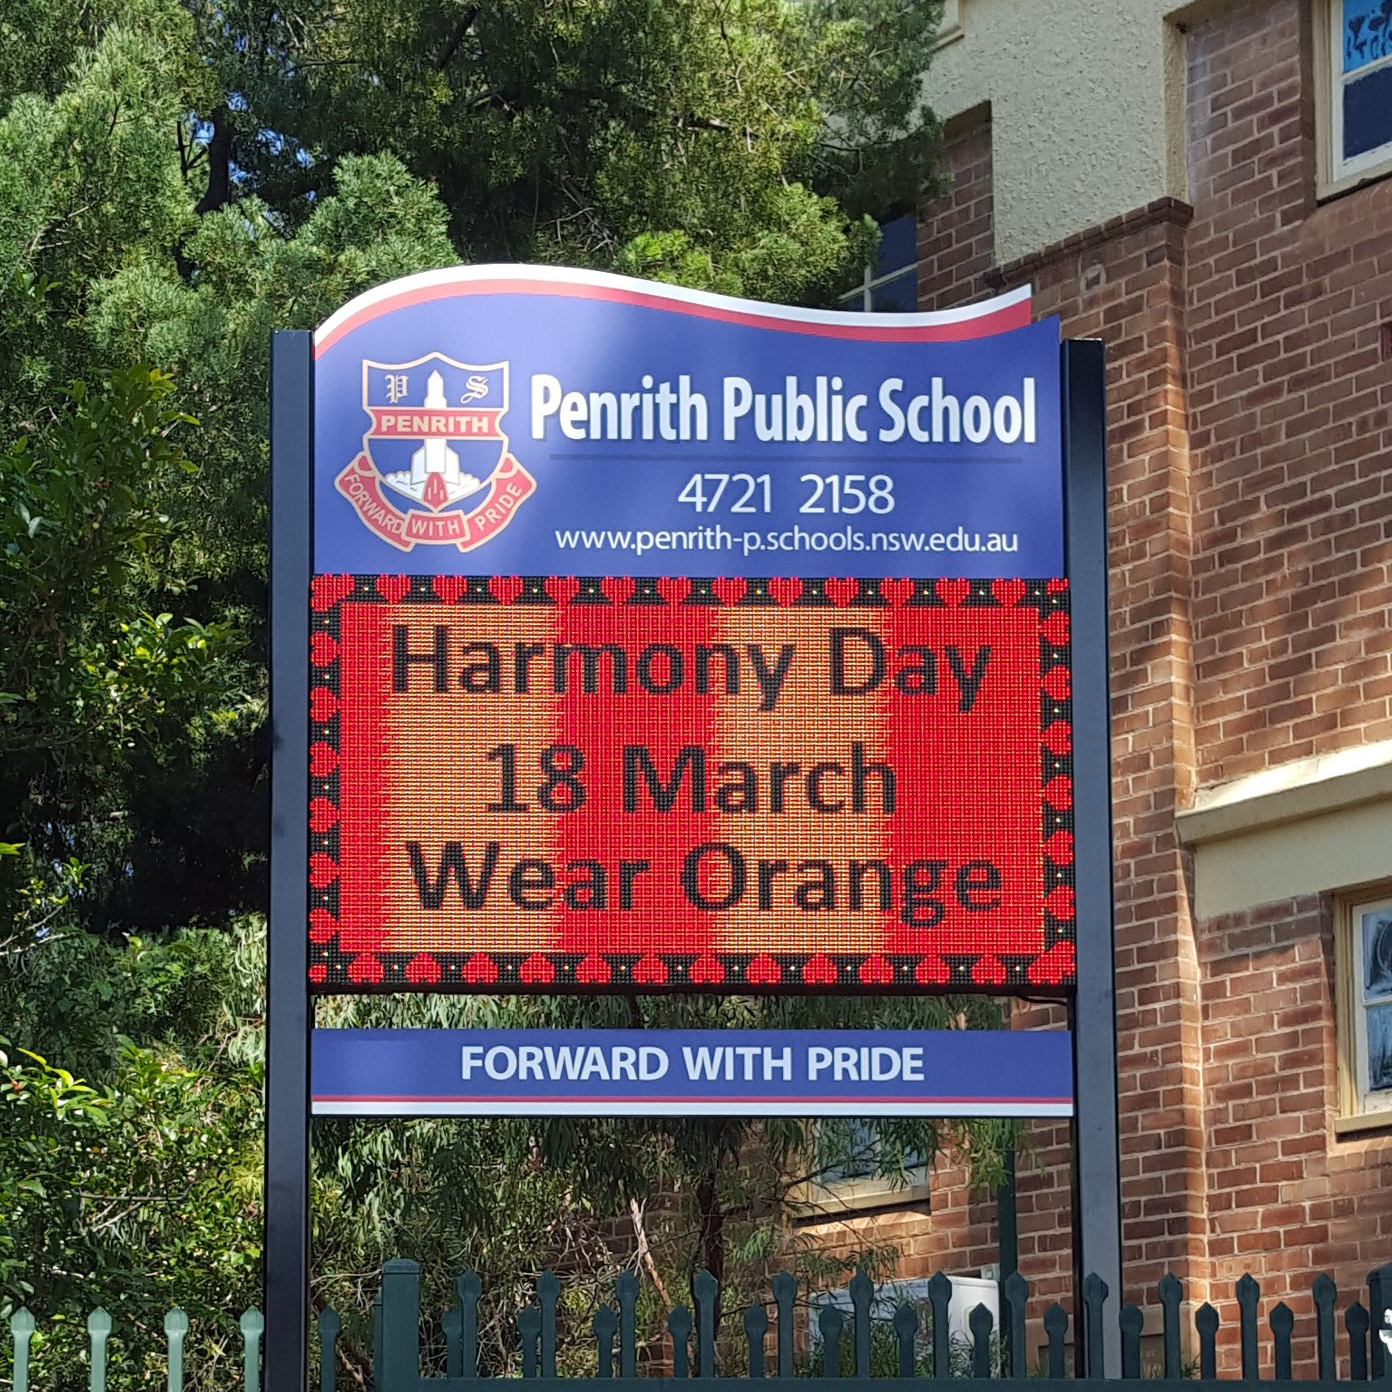 P S
PENRITH
FORWARD WITH PRIDE
Penrith Public School
4721 2158
www.penrith-p.schools.nsw.edu.au
Harmony Day
18 March
Wear Orange
FORWARD WITH PRIDE